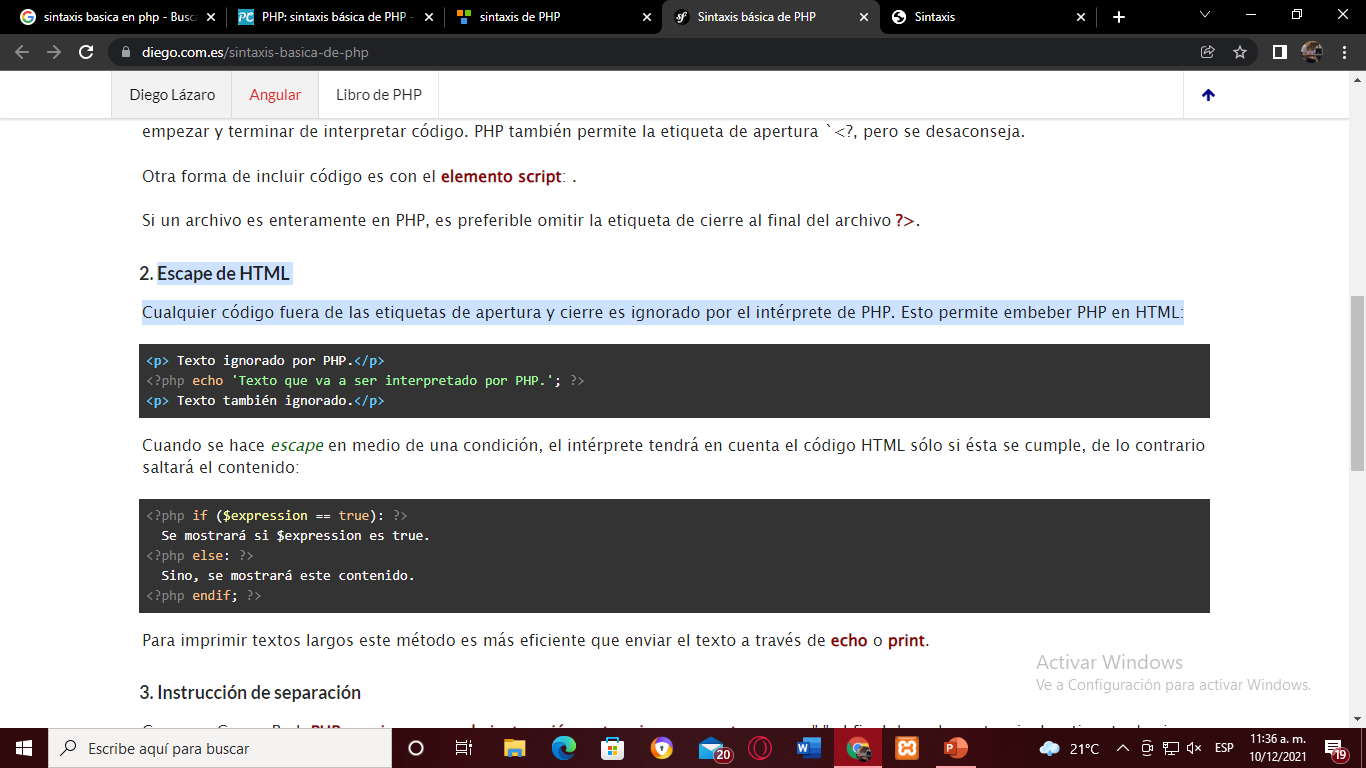 sintaxis basica en php - Busc
PHP: sintaxis básica de PHP -
sintaxis de PHP
Sintaxis básica de PHP
Sintaxis
diego.com.es/sintaxis-basica-de-php
Diego Lázaro
Angular
Libro de PHP
empezar y terminar de interpretar código. PHP también permite la etiqueta de apertura `<?, pero se desaconseja.
Otra forma de incluir código es con el elemento script: .
Si un archivo es enteramente en PHP, es preferible omitir la etiqueta de cierre al final del archivo ?>.
2. Escape de HTML
Cualquier código fuera de las etiquetas de apertura y cierre es ignorado por el intérprete de PHP. Esto permite embeber PHP en HTML:
<p> Texto ignorado por PHP.</p>
<?php echo 'Texto que va a ser interpretado por PHP.'; ?>
<p> Texto también ignorado.</p>
Cuando se hace escape en medio de una condición, el intérprete tendrá en cuenta el código HTML sólo si ésta se cumple, de lo contrario
saltará el contenido:
<?php if ($expression == true): ?>
Se mostrará si $expression es true.
<?php else: ?>
Sino, se mostrará este contenido.
<?php endif; ?>
Para imprimir textos largos este método es más eficiente que enviar el texto a través de echo o print.
Activar Windows
Ve a Configuración para activar Windows.
3. Instrucción de separación
Escribe aquí para buscar
20
21°C
ESP
11:36 a. m.
10/12/2021
19